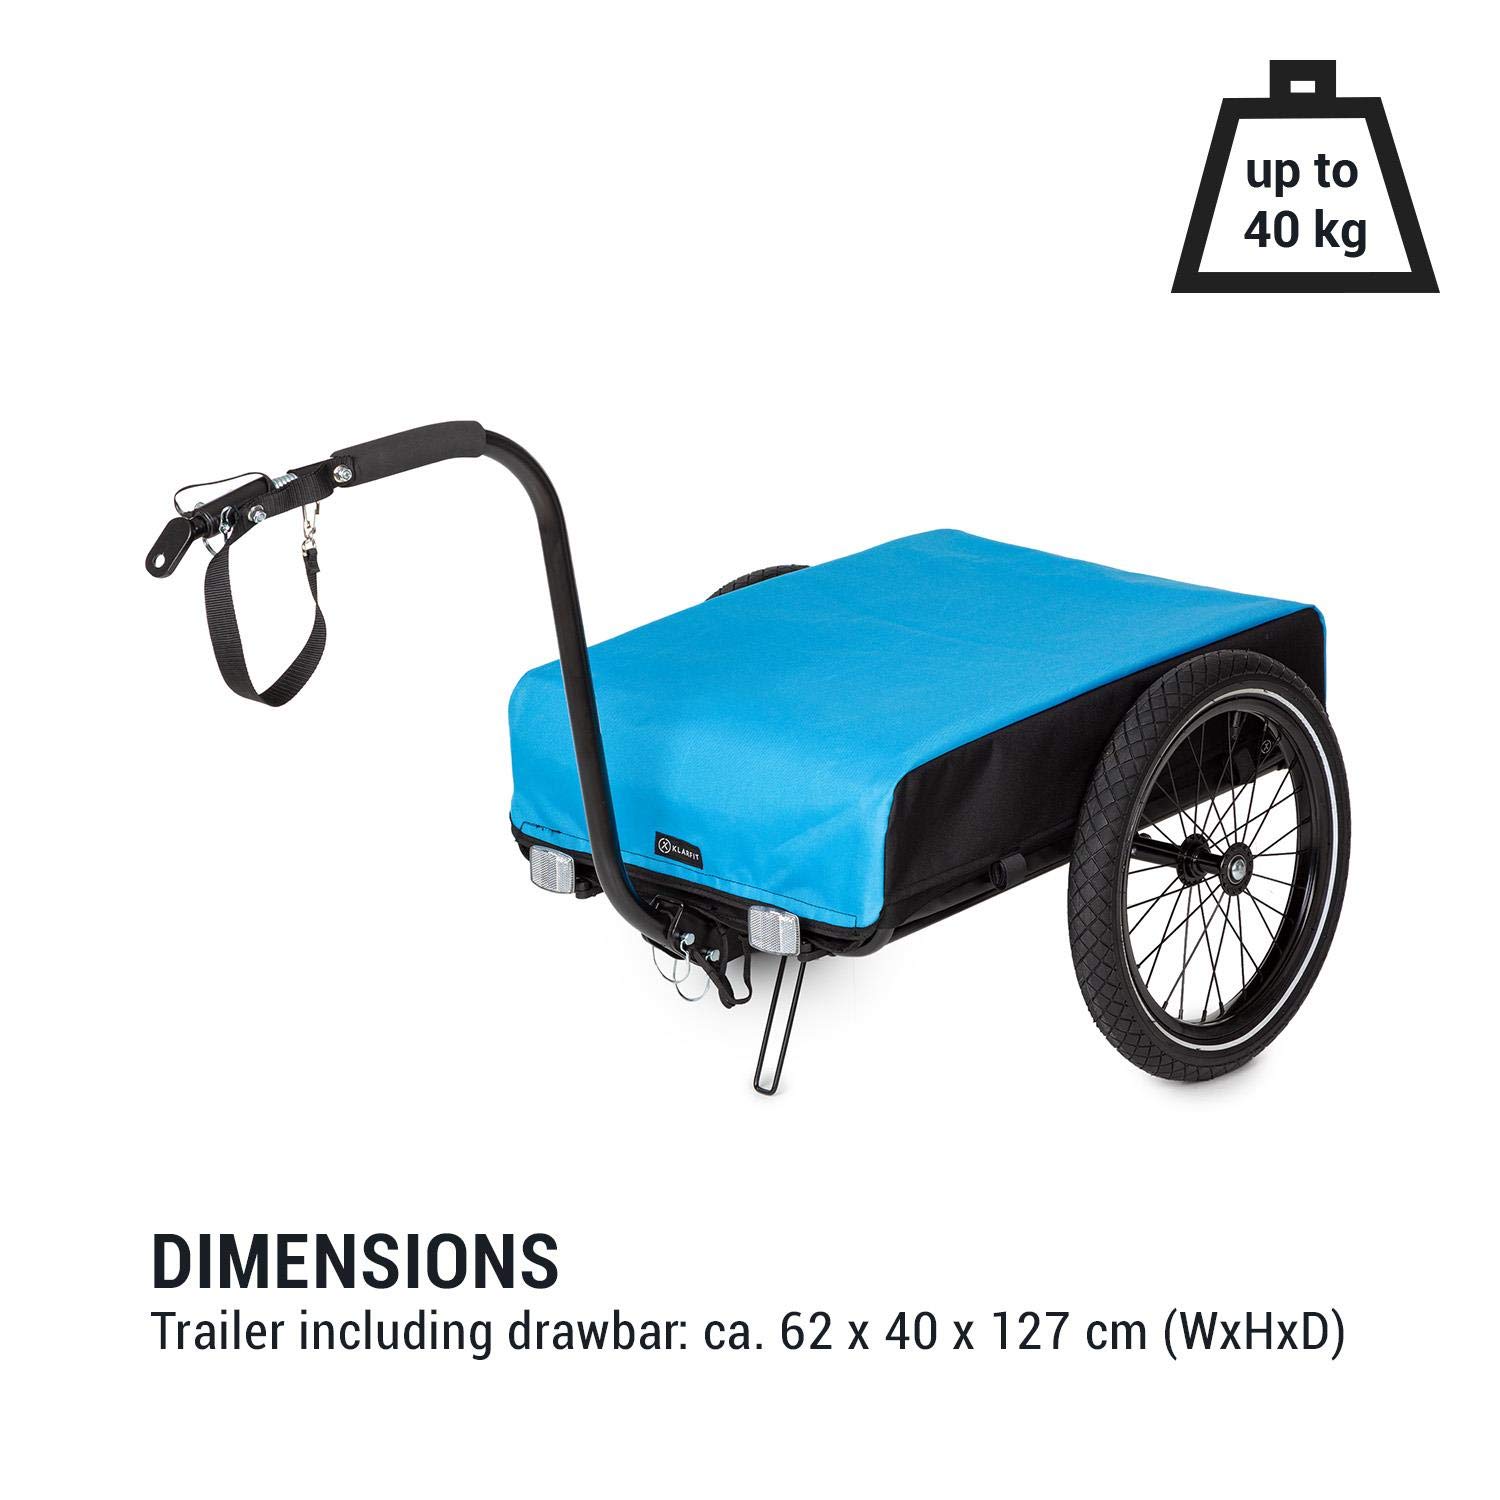 up to
40 kg
KLARFIT
DIMENSIONS
Trailer including drawbar: ca. 62 x 40 x 127 cm (WxHxD)